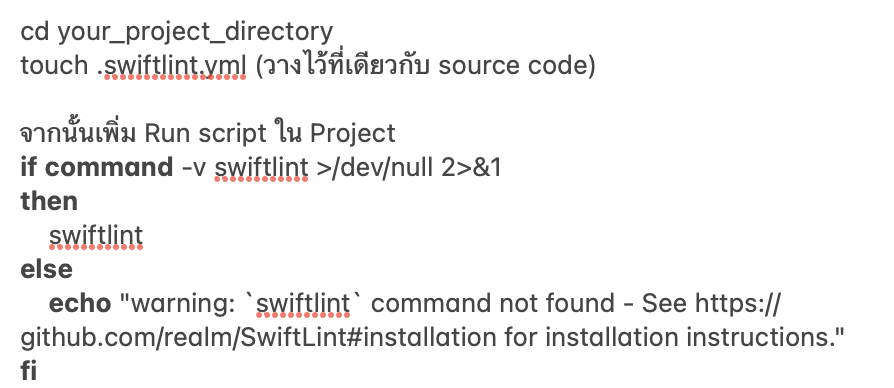 cd your_project_directory
touch .swiftlint.yml (วางไว้ที่เดียวกับ source code)
จากนั้นเพิ่ม Run script ใน Project
if command -v swiftlint >/dev/null 2>&1
then
swiftlint
else
echo "warning: `swiftlint` command not found - See https://
github.com/realm/SwiftLint#installation for installation instructions."
fi